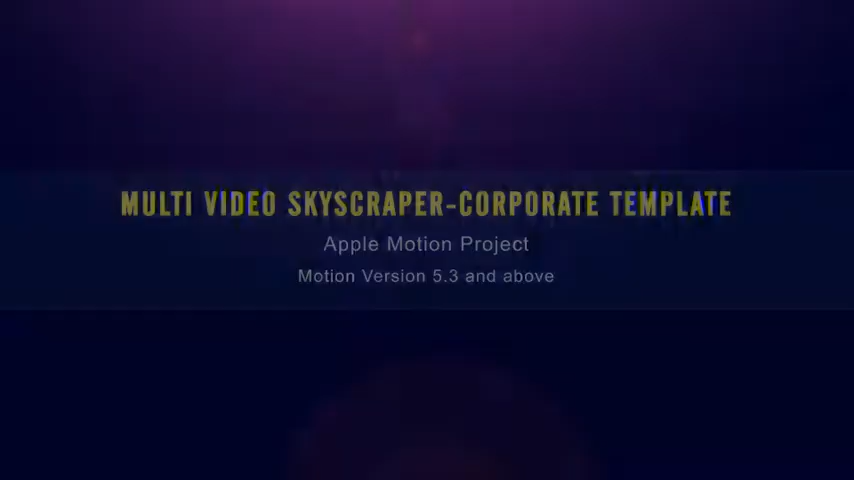 MULTI VIDEO SKYSCRAPER-CORPORATE TEMPLATE
Apple Motion Project
Motion Version 5.3 and above